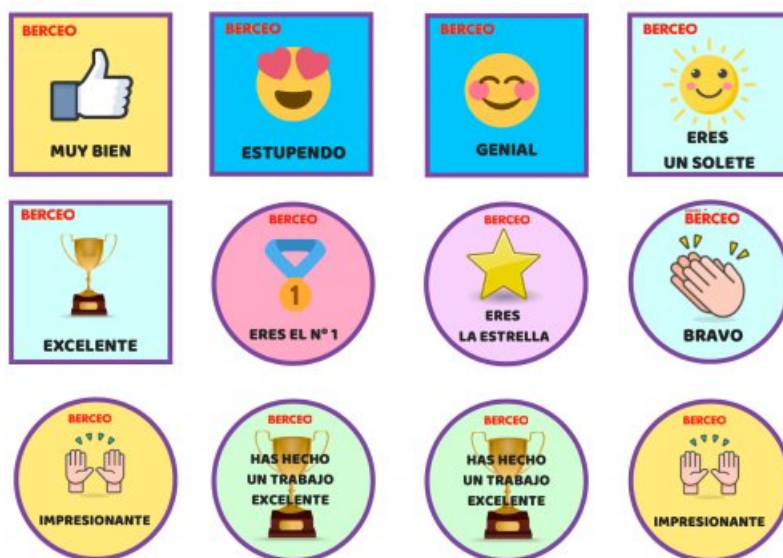 BERCEO
MUY BIEN
BERCEO
ESTUPENDO
BERCEO
GENIAL
BERCEO
ERES
UN SOLETE
BERCEO
EXCELENTE
BERCEO
1
ERES EL Nº 1
BERCEO
ERES
LA ESTRELLA
BERCEO
BRAVO
BERCEO
IMPRESIONANTE
BERCEO
HAS HECHO
UN TRABAJO
EXCELENTE
BERCEO
HAS HECHO
UN TRABAJO
EXCELENTE
BERCEO
IMPRESIONANTE